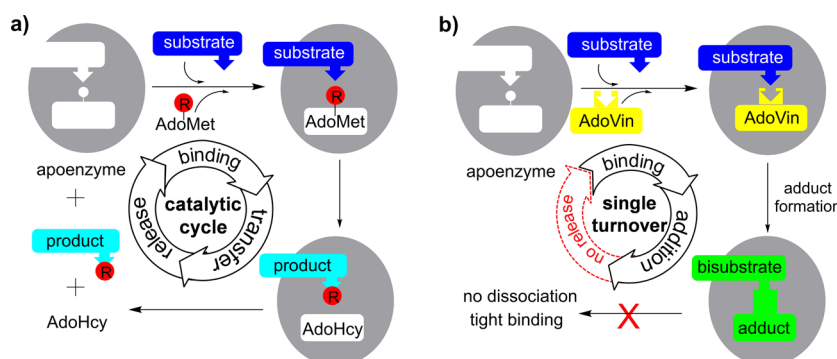 a)
substrate
R
AdoMet
apoenzyme
+
product
R
+
AdoHcy
binding
transfer
release
catalytic
cycle
substrate
R
AdoMet
product
R
AdoHcy
b)
substrate
AdoVin
apoenzyme
binding
addition
no release
single
turnover
substrate
AdoVin
adduct
formation
bisubstrate
adduct
no dissociation
tight binding
X